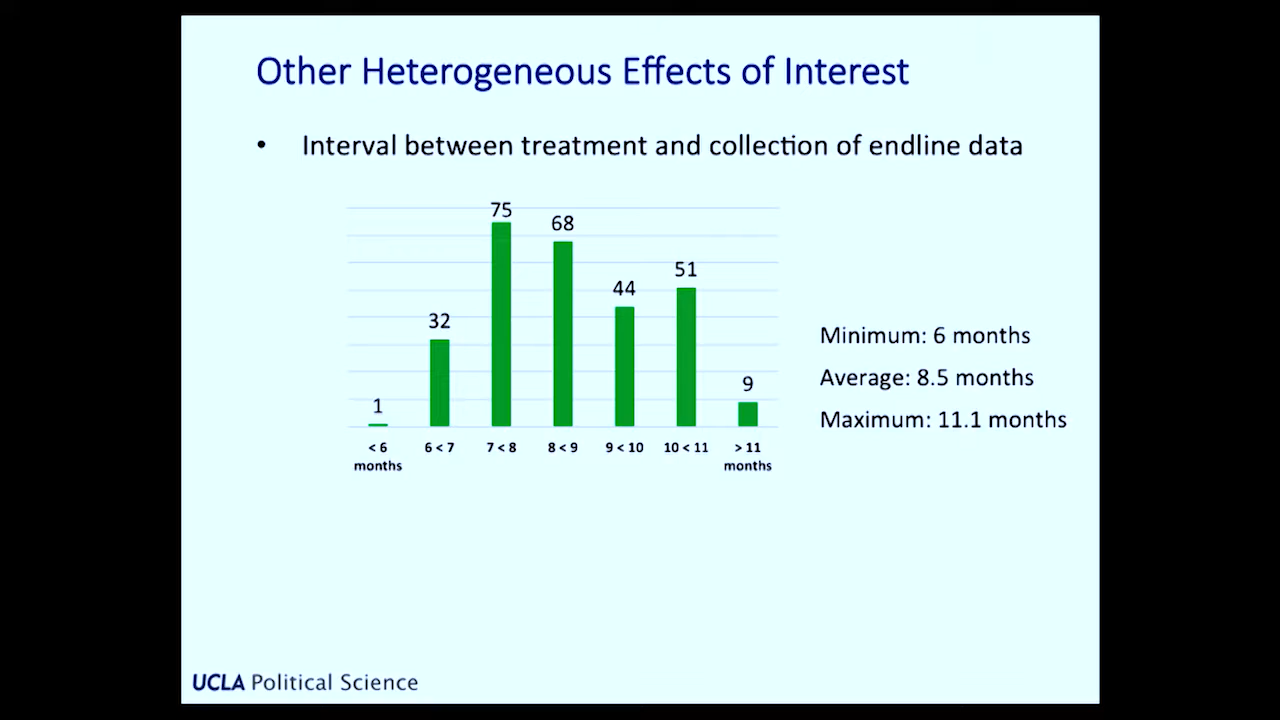 Other Heterogeneous Effects of Interest
• Interval between treatment and collection of endline data
75
68
51
44
32
9
1
Minimum: 6 months
Average: 8.5 months
Maximum: 11.1 months
< 6 months
6 < 7
7 < 8
8 < 9
9 < 10
10 < 11
> 11 months
UCLA Political Science